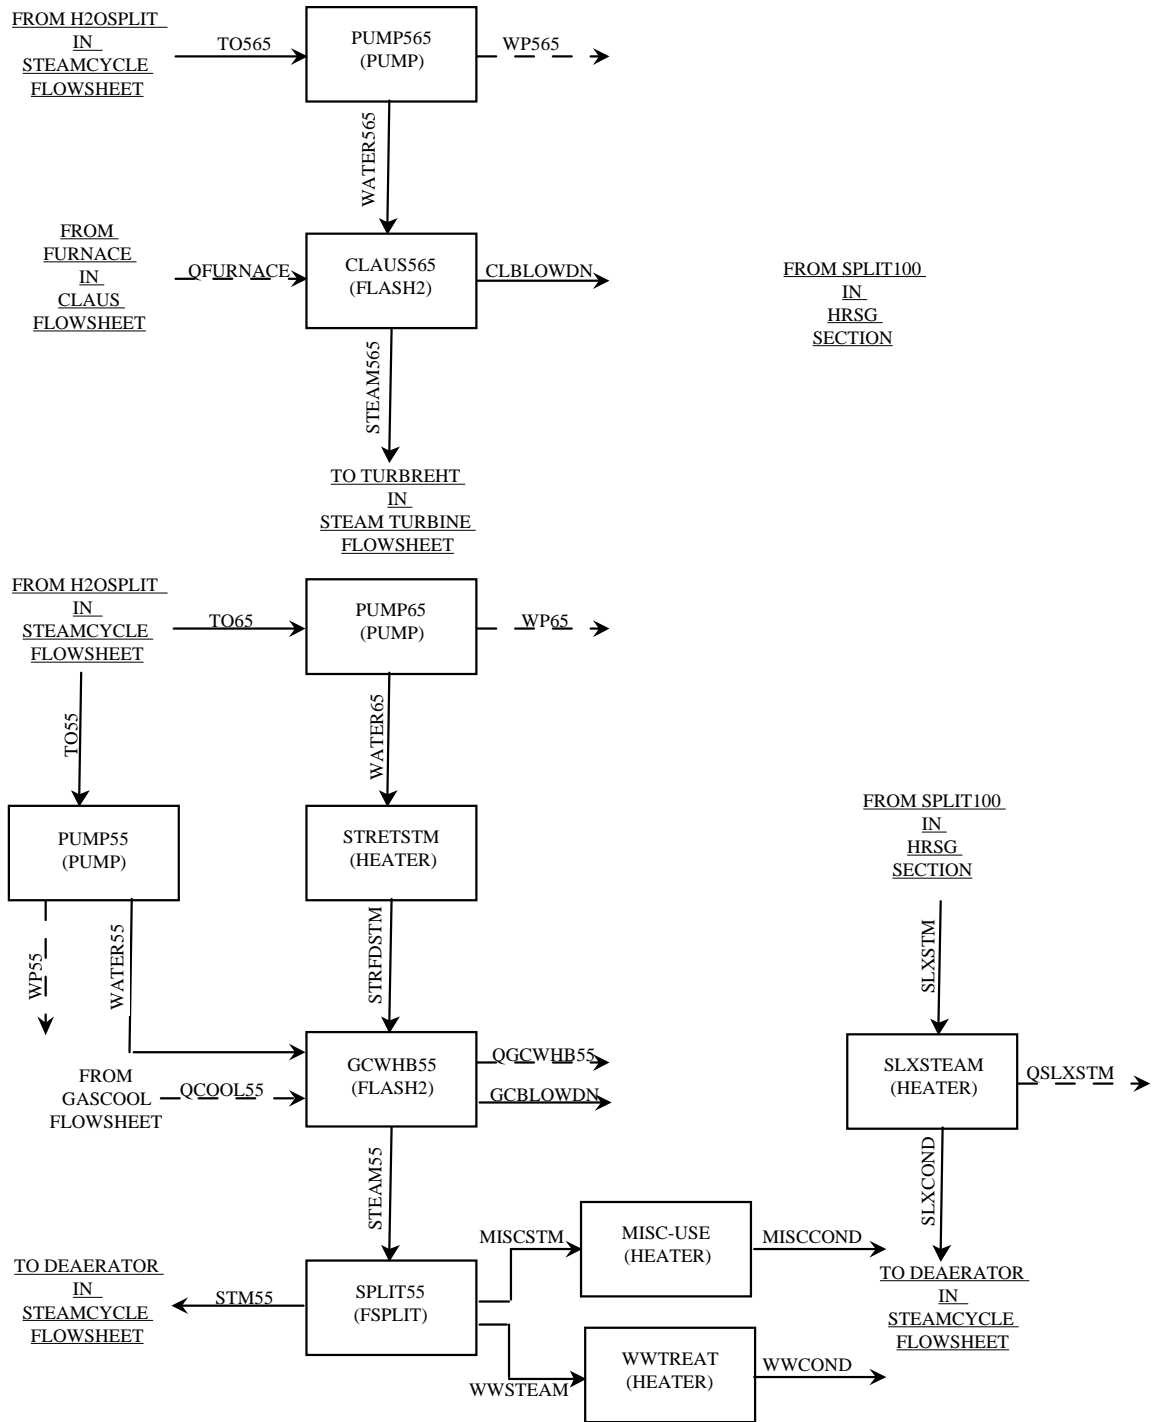 FROM H2OSPLIT
IN
STEAMCYCLE
FLOWSHEET
TO565
PUMP565
(PUMP)
WP565
WATER565
FROM
FURNACE
IN
CLAUS
FLOWSHEET
QFURNACE
CLAUS565
(FLASH2)
CLBLOWDN
FROM SPLIT100
IN
HRSG
SECTION
STEAM565
TO TURBREHT
IN
STEAM TURBINE
FLOWSHEET
FROM H2OSPLIT
IN
STEAMCYCLE
FLOWSHEET
TO65
PUMP65
(PUMP)
WP65
TO55
WATER65
PUMP55
(PUMP)
STRETSTM
(HEATER)
FROM SPLIT100
IN
HRSG
SECTION
WP55
WATER55
STRFDSTM
SLXSTM
FROM
GASCOOL
FLOWSHEET
QCOOL55
GCWHB55
(FLASH2)
QGCWHB55
GCBLOWDN
SLXSTEAM
(HEATER)
QSLXSTM
STEAM55
SLXCOND
MISCSTM
MISC-USE
(HEATER)
MISCCOND
TO DEAERATOR
IN
STEAMCYCLE
FLOWSHEET
STM55
SPLIT55
(FSPLIT)
TO DEAERATOR
IN
STEAMCYCLE
FLOWSHEET
WWSTEAM
WWTREAT
(HEATER)
WWCOND